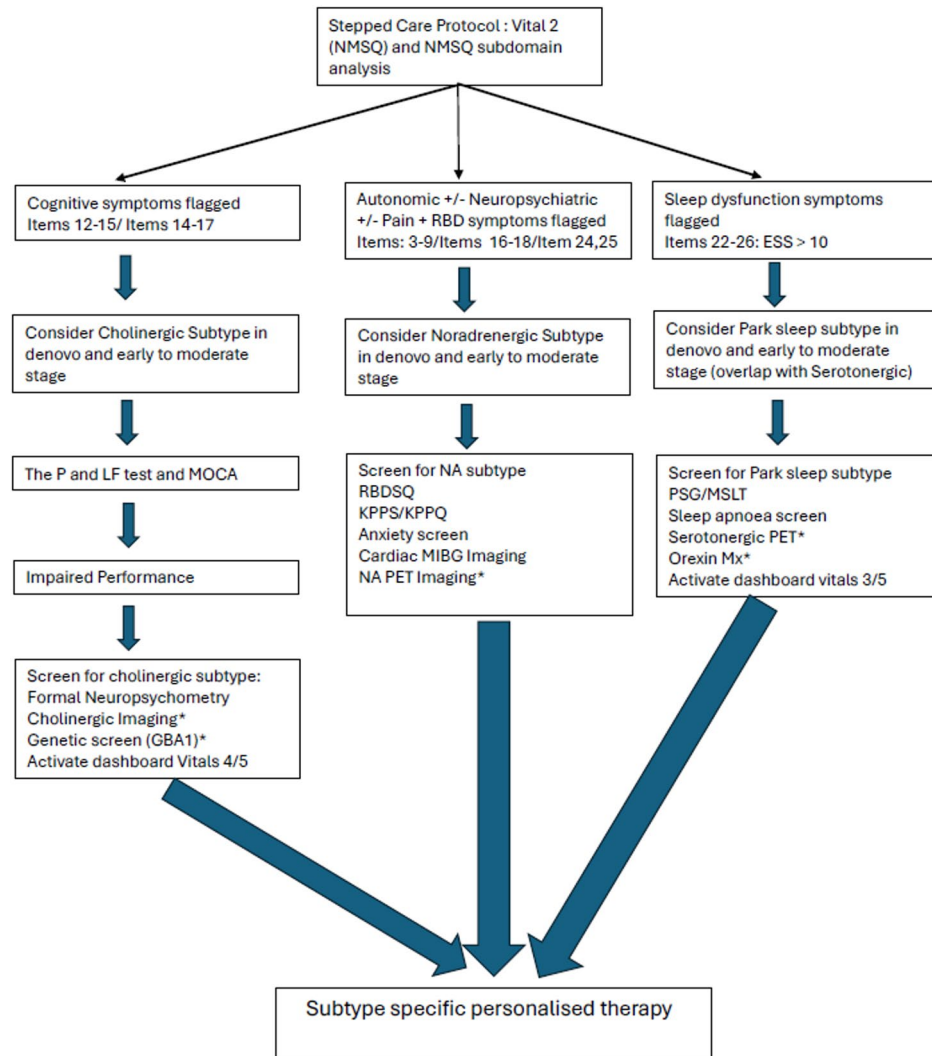 Stepped Care Protocol : Vital 2
(NMSQ) and NMSQ subdomain
analysis
Cognitive symptoms flagged
Items 12-15/ Items 14-17
Autonomic +/- Neuropsychiatric
+/- Pain + RBD symptoms flagged
Items: 3-9/Items 16-18/Item 24,25
Sleep dysfunction symptoms
flagged
Items 22-26: ESS > 10
Consider Cholinergic Subtype in
denovo and early to moderate
stage
Consider Noradrenergic Subtype
in denovo and early to moderate
stage
Consider Park sleep subtype in
denovo and early to moderate
stage (overlap with Serotonergic)
The P and LF test and MOCA
Impaired Performance
Screen for cholinergic subtype:
Formal Neuropsychometry
Cholinergic Imaging*
Genetic screen (GBA1)*
Activate dashboard Vitals 4/5
Screen for NA subtype
RBDSQ
KPPS/KPPQ
Anxiety screen
Cardiac MIBG Imaging
NA PET Imaging*
Screen for Park sleep subtype
PSG/MSLT
Sleep apnoea screen
Serotonergic PET*
Orexin Mx*
Activate dashboard vitals 3/5
Subtype specific personalised therapy